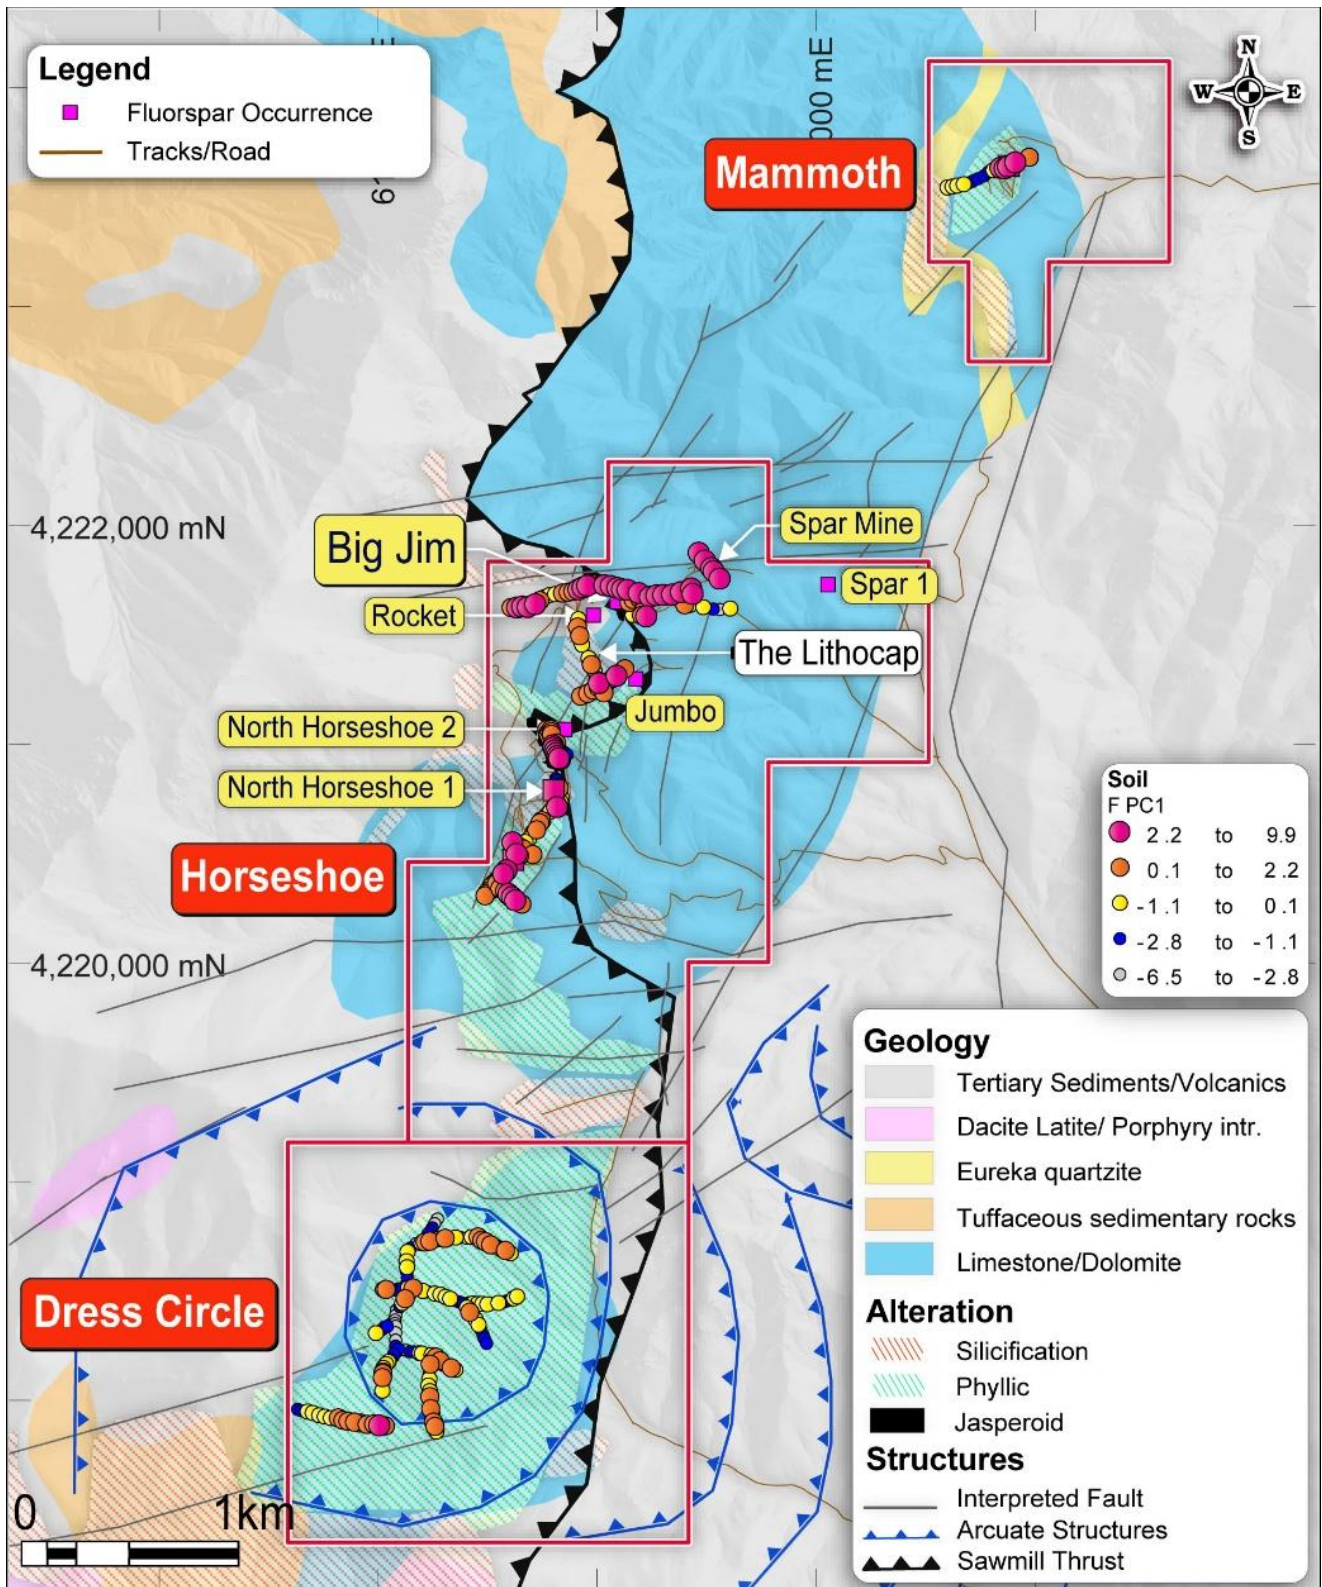 Legend
Fluorspar Occurrence
Tracks/Road
000 mE
N
W E
S
Mammoth
4,222,000 mN
Big Jim
Spar Mine
Spar 1
Rocket
The Lithocap
Jumbo
North Horseshoe 2
North Horseshoe 1
Horseshoe
4,220,000 mN
Soil
F PC1
2.2 to 9.9
0.1 to 2.2
-1.1 to 0.1
-2.8 to -1.1
-6.5 to -2.8
Geology
Tertiary Sediments/Volcanics
Dacite Latite/ Porphyry intr.
Eureka quartzite
Tuffaceous sedimentary rocks
Limestone/Dolomite
Alteration
Silicification
Phyllic
Jasperoid
Structures
Interpreted Fault
Arcuate Structures
Sawmill Thrust
Dress Circle
0 1km